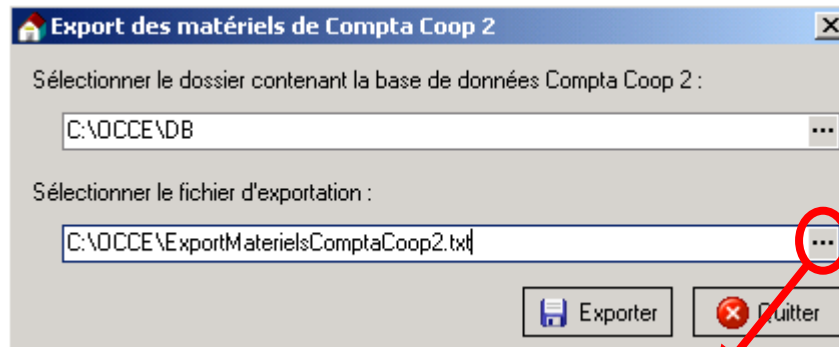 Export des matériels de Compta Coop 2
Sélectionner le dossier contenant la base de données Compta Coop 2 :
C:\OCCE\DB
...
Sélectionner le fichier d'exportation :
C:\OCCE\ExportMaterielsComptaCoop2.txt
...
Exporter
Quitter